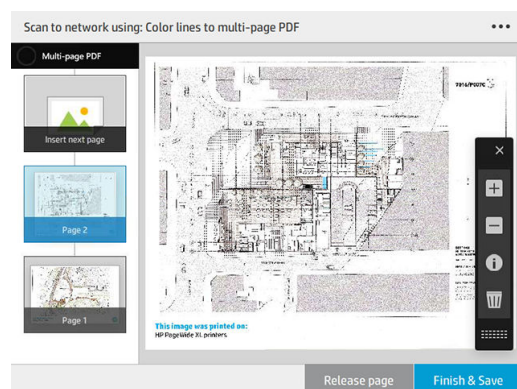 Scan to network using: Color lines to multi-page PDF
Multi-page PDF
Insert next page
Page 2
Page 1
This image was printed on:
HP PageWide XL printers
Release page
Finish & Save